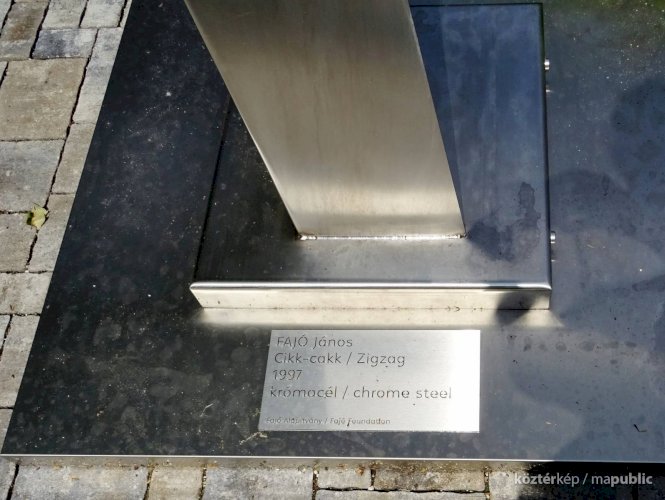 FAJÓ János
Cikk-cakk / Zigzag
1997
krómacél / chrome steel
Fajó Alapítvány / Fajó Foundation
köztérkép / mapublic